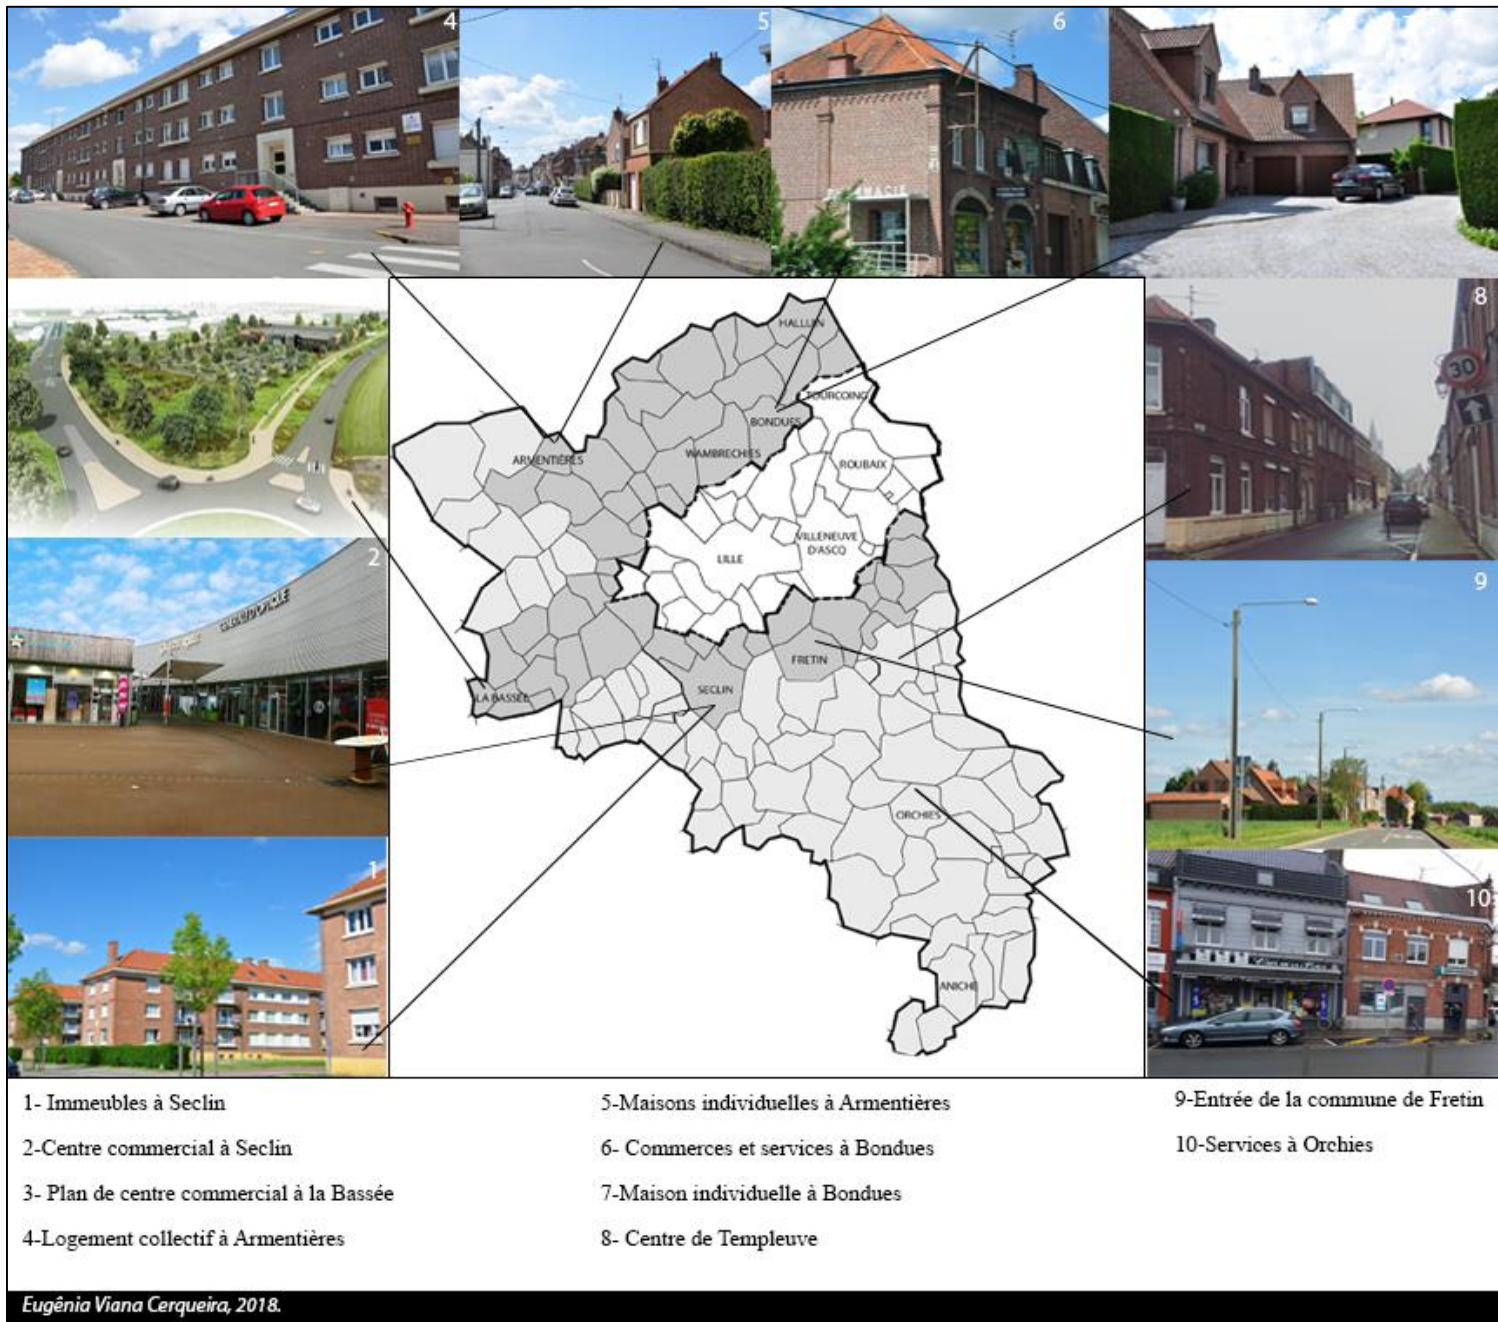 4
5
6
PHARMACIE
8
30
2
GENERALE D'OPTIQUE
9
1
10
HALLUIN
TOURCOING
BONDUES
WAMBRECHIES
ROUBAIX
ARMENTIÈRES
VILLENEUVE
D'ASCQ
LILLE
FRETIN
SECLIN
LA BASSÉE
ORCHIES
ANICHE
1- Immeubles à Seclin
2-Centre commercial à Seclin
3- Plan de centre commercial à la Bassée
4-Logement collectif à Armentières
5-Maisons individuelles à Armentières
6- Commerces et services à Bondues
7-Maison individuelle à Bondues
8- Centre de Templeuve
9-Entrée de la commune de Fretin
10-Services à Orchies
Eugênia Viana Cerqueira, 2018.